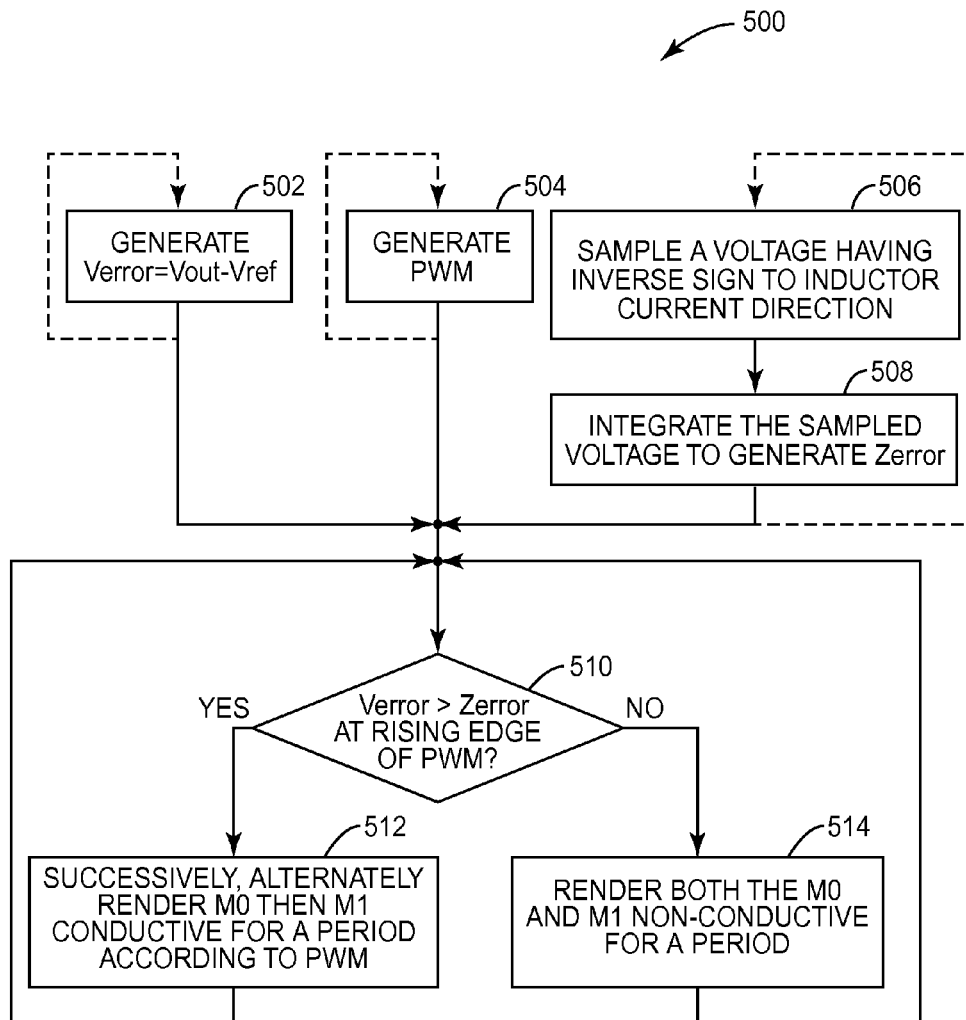 500
502
GENERATE
Verror=Vout-Vref
504
GENERATE
PWM
506
SAMPLE A VOLTAGE HAVING
INVERSE SIGN TO INDUCTOR
CURRENT DIRECTION
508
INTEGRATE THE SAMPLED
VOLTAGE TO GENERATE Zerror
510
YES
Verror > Zerror
AT RISING EDGE
OF PWM?
NO
512
SUCCESSIVELY, ALTERNATELY
RENDER M0 THEN M1
CONDUCTIVE FOR A PERIOD
ACCORDING TO PWM
514
RENDER BOTH THE M0
AND M1 NON-CONDUCTIVE
FOR A PERIOD